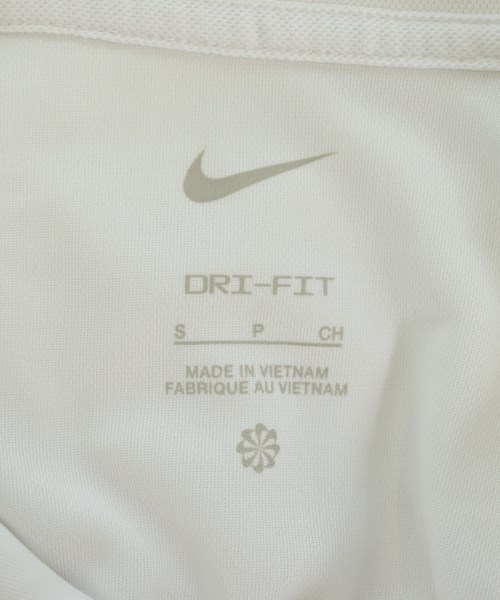 DRI-FIT
S P CH
MADE IN VIETNAM
FABRIQUE AU VIETNAM